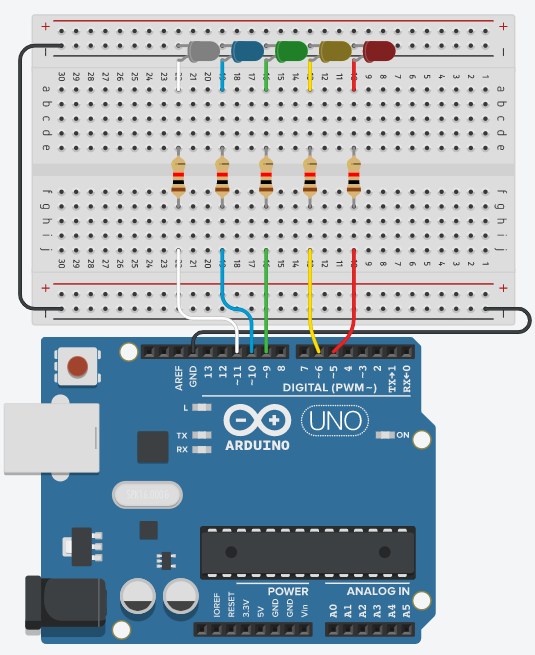 + +
- -
30 29 28 27 26 25 24 23 21 20 19 18 17 16 15 14 13 12 11 10 9 8 7 6 5 4 3 2 1
a a
b b
c c
d d
e e
f f
g g
h h
i i
j j
30 29 28 27 26 25 24 23 22 21 20 19 18 17 16 15 14 13 12 11 10 9 8 7 6 5 4 3 2 1
+ +
- -
AREF
GND
13
12
~11
~10
~9
8
7
~6
~5
4
~3
2
TX→1
RX←0
DIGITAL (PWM~)
L
TX
RX
ARDUINO
UNO
ON
POWER
ANALOG IN
IOREF
RESET
3.3V
5V
GND
GND
Vin
A0
A1
A2
A3
A4
A5